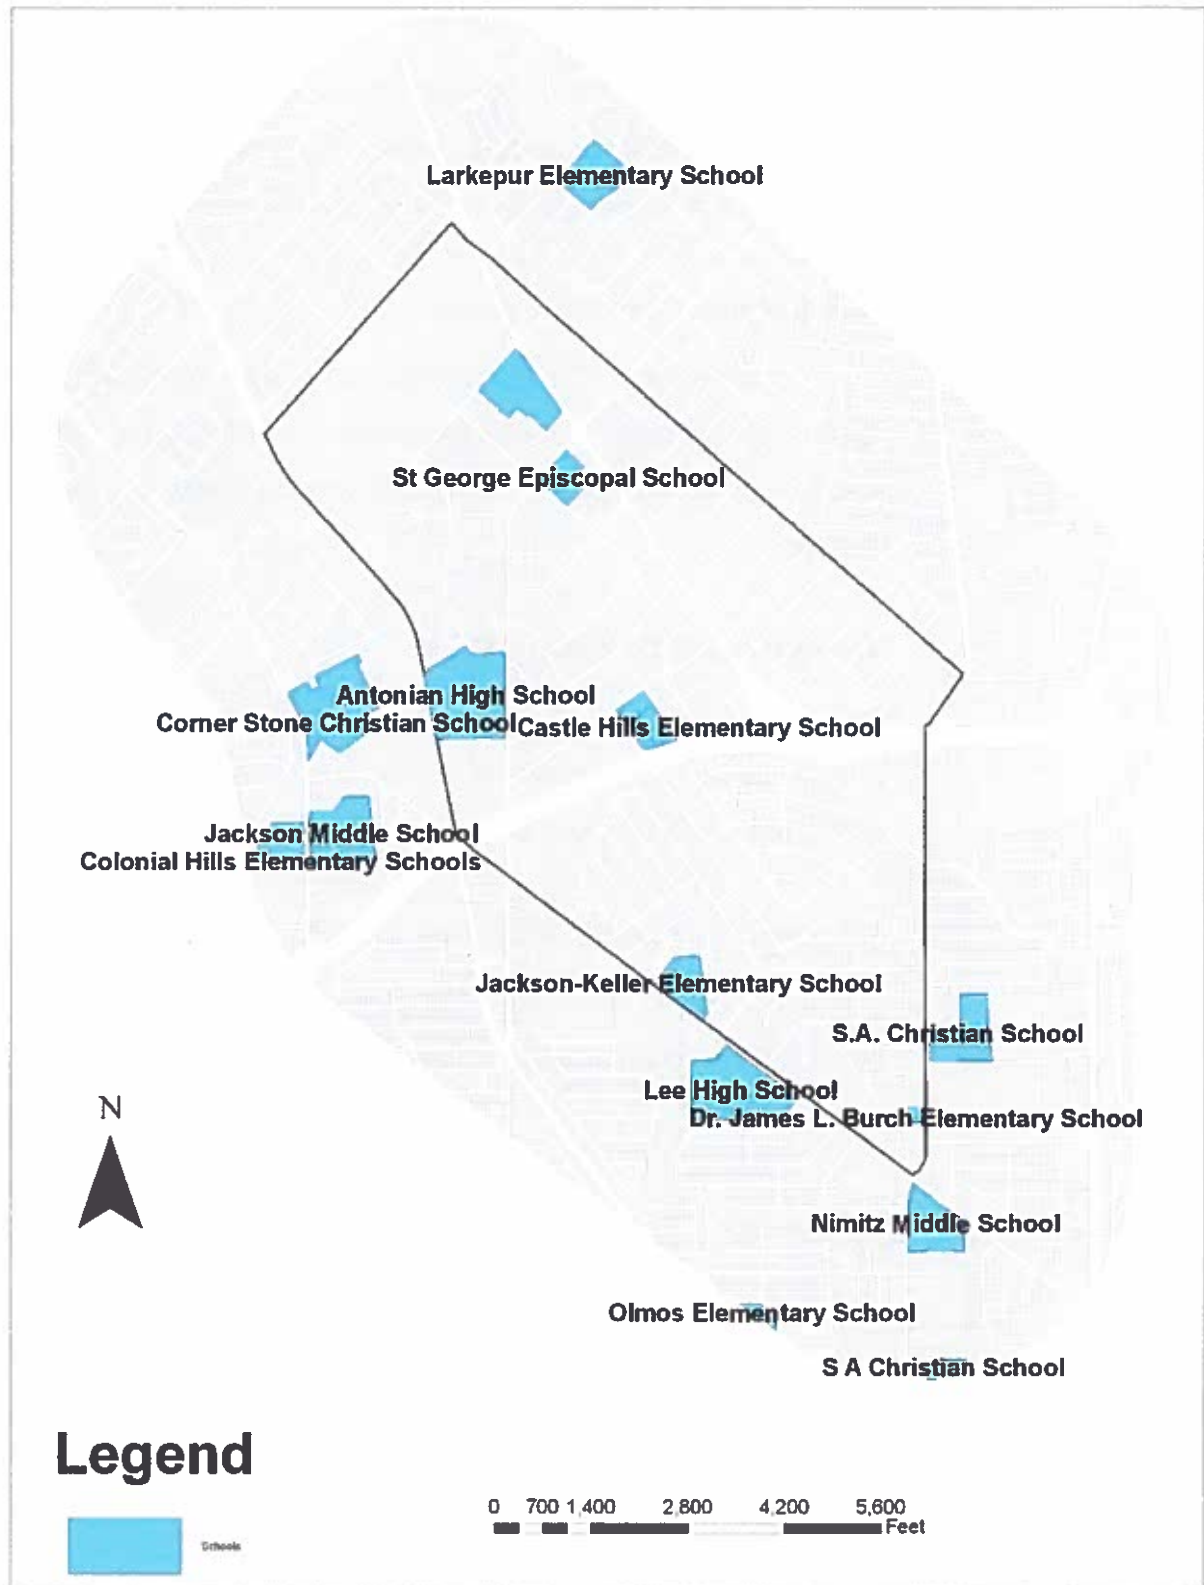 Larkepur Elementary School
St George Episcopal School
Antonian High School
Corner Stone Christian School
Castle Hills Elementary School
Jackson Middle School
Colonial Hills Elementary Schools
Jackson-Keller Elementary School
S.A. Christian School
Lee High School
Dr. James L. Burch Elementary School
N
Nimitz Middle School
Olmos Elementary School
S A Christian School
Legend
Schools
0 700 1,400 2,800 4,200 5,600
Feet